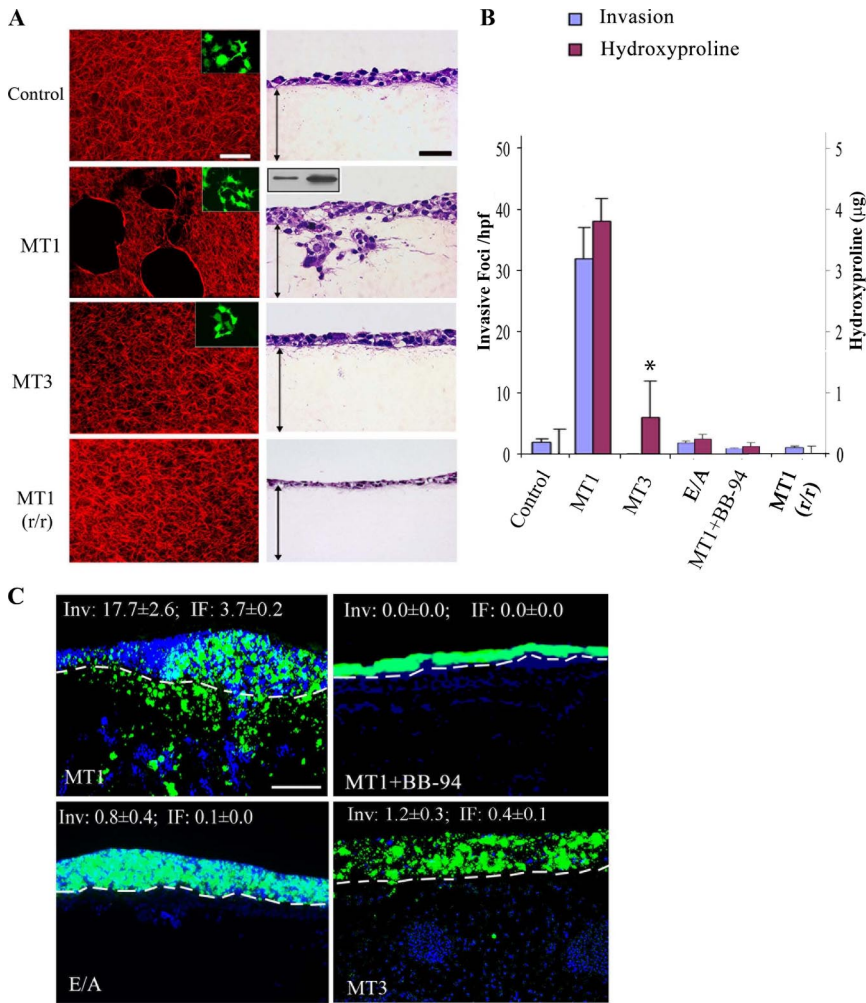 A
Control
MT1
MT3
MT1
(r/r)
B
Invasion
Hydroxyproline
Invasive Foci /hpf
50
40
30
20
10
0
Hydroxyproline (µg)
5
4
3
2
1
0
*
Control
MT1
MT3
E/A
MT1+BB-94
MT1
(r/r)
C
Inv: 17.7±2.6; IF: 3.7±0.2
MT1
Inv: 0.0±0.0; IF: 0.0±0.0
MT1+BB-94
Inv: 0.8±0.4; IF: 0.1±0.0
E/A
Inv: 1.2±0.3; IF: 0.4±0.1
MT3